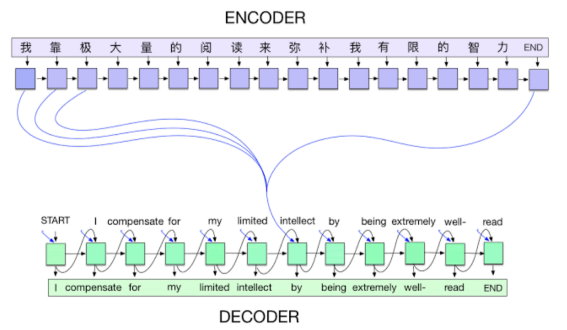 ENCODER
我 靠 极 大 量 的 阅 读 来 弥 补 我 有 限 的 智 力 END
START I compensate for my limited intellect by being extremely well- read
I compensate for my limited intellect by being extremely well- read END
DECODER